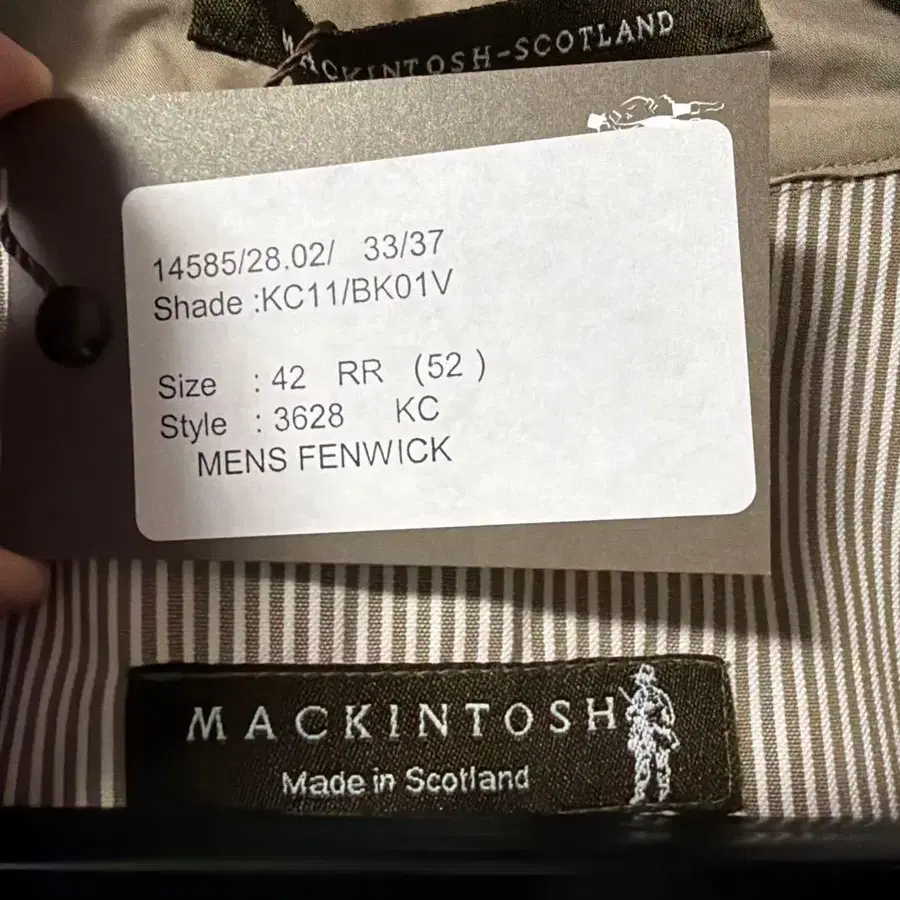 MACKINTOSH-SCOTLAND
14585/28.02/ 33/37
Shade :KC11/BK01V
Size : 42 RR (52 )
Style : 3628 KC
MENS FENWICK
MACKINTOSH
Made in Scotland